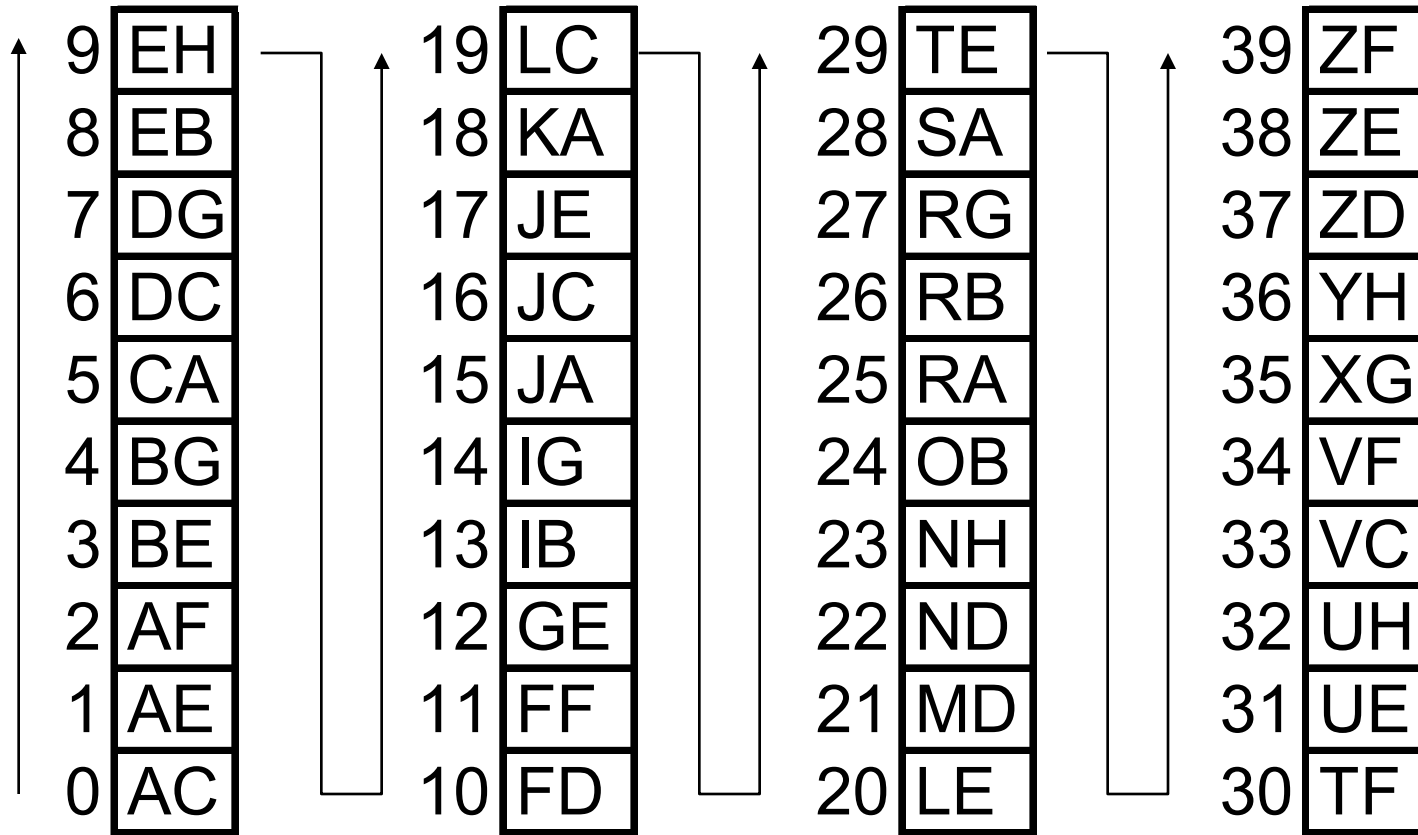 9 EH 19 LC 29 TE 39 ZF
8 EB 18 KA 28 SA 38 ZE
7 DG 17 JE 27 RG 37 ZD
6 DC 16 JC 26 RB 36 YH
5 CA 15 JA 25 RA 35 XG
4 BG 14 IG 24 OB 34 VF
3 BE 13 IB 23 NH 33 VC
2 AF 12 GE 22 ND 32 UH
1 AE 11 FF 21 MD 31 UE
0 AC 10 FD 20 LE 30 TF